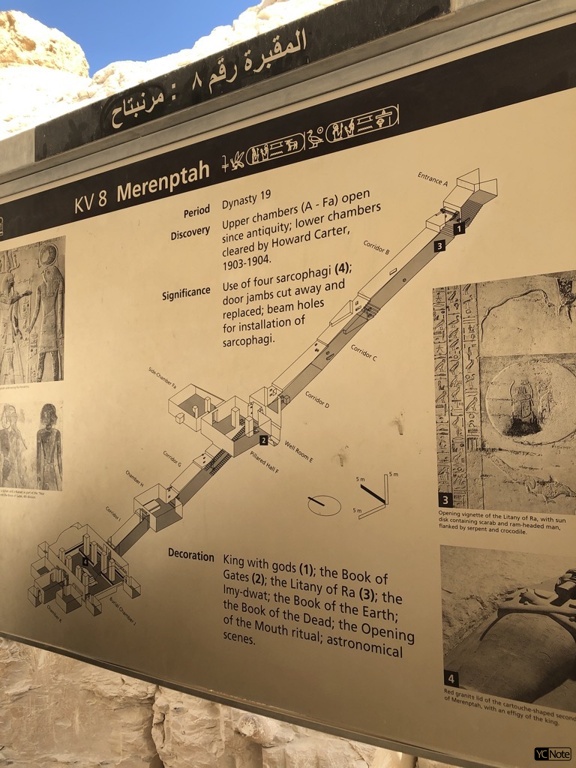 المقبرة رقم ٨ : مرنبتاح
KV 8 Merenptah
Period Dynasty 19
Discovery Upper chambers (A - Fa) open
since antiquity; lower chambers
cleared by Howard Carter,
1903-1904.
Significance Use of four sarcophagi (4);
door jambs cut away and
replaced; beam holes
for installation of
sarcophagi.
Entrance A
1
3
Corridor B
Corridor C
Corridor D
Side Chamber Fa
2
Well Room E
Pillared Hall F
Corridor G
Chamber H
Corridor I
5 m
5 m
5 m
Decoration King with gods (1); the Book of
Gates (2); the Litany of Ra (3); the
Imy-dwat; the Book of the Earth;
the Book of the Dead; the Opening
of the Mouth ritual; astronomical
scenes.
3
Opening vignette of the Litany of Ra, with sun
disk containing scarab and ram-headed man,
flanked by serpent and crocodile.
4
Red granite lid of the cartouche-shaped second
of Merenptah, with an effigy of the king.
YC Note